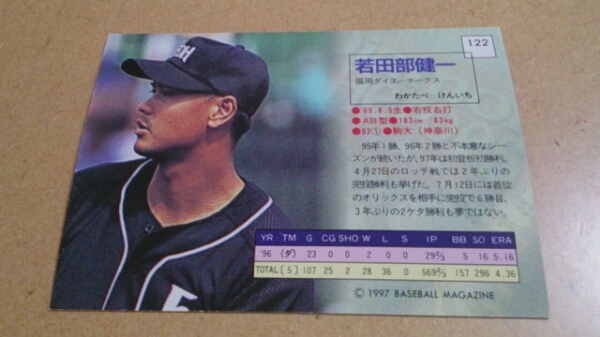 122
若田部健一
福岡ダイエーホークス
わかたべ けんいち
●'69.8.5生●右投右打
●AB型●183cm/83kg
●92①●駒大(神奈川)
95年1勝、96年2勝と不本意なシー
ズンが続いたが、97年は初登板初勝利。
4月27日のロッテ戦では2年ぶりの
完投勝利も挙げた。7月12日には首位
のオリックスを相手に完投で6勝目。
3年ぶりの2ケタ勝利も夢ではない。
YR TM G CG SHO W L S IP BB SO ERA
'96 (ダ) 23 0 0 2 0 0 29⅔ 5 16 5.16
TOTAL (5) 107 25 2 28 36 0 569⅔ 157 296 4.36
© 1997 BASEBALL MAGAZINE